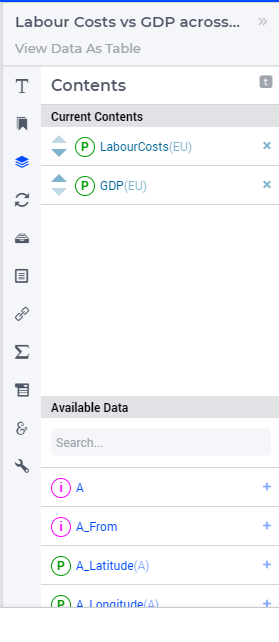 Labour Costs vs GDP across... »
View Data As Table
T
Contents
t
Current Contents
P LabourCosts(EU) ×
P GDP(EU) ×
Σ
&
Available Data
Search...
i A +
i A_From +
P A_Latitude(A) +
P A_Longitude(A) +